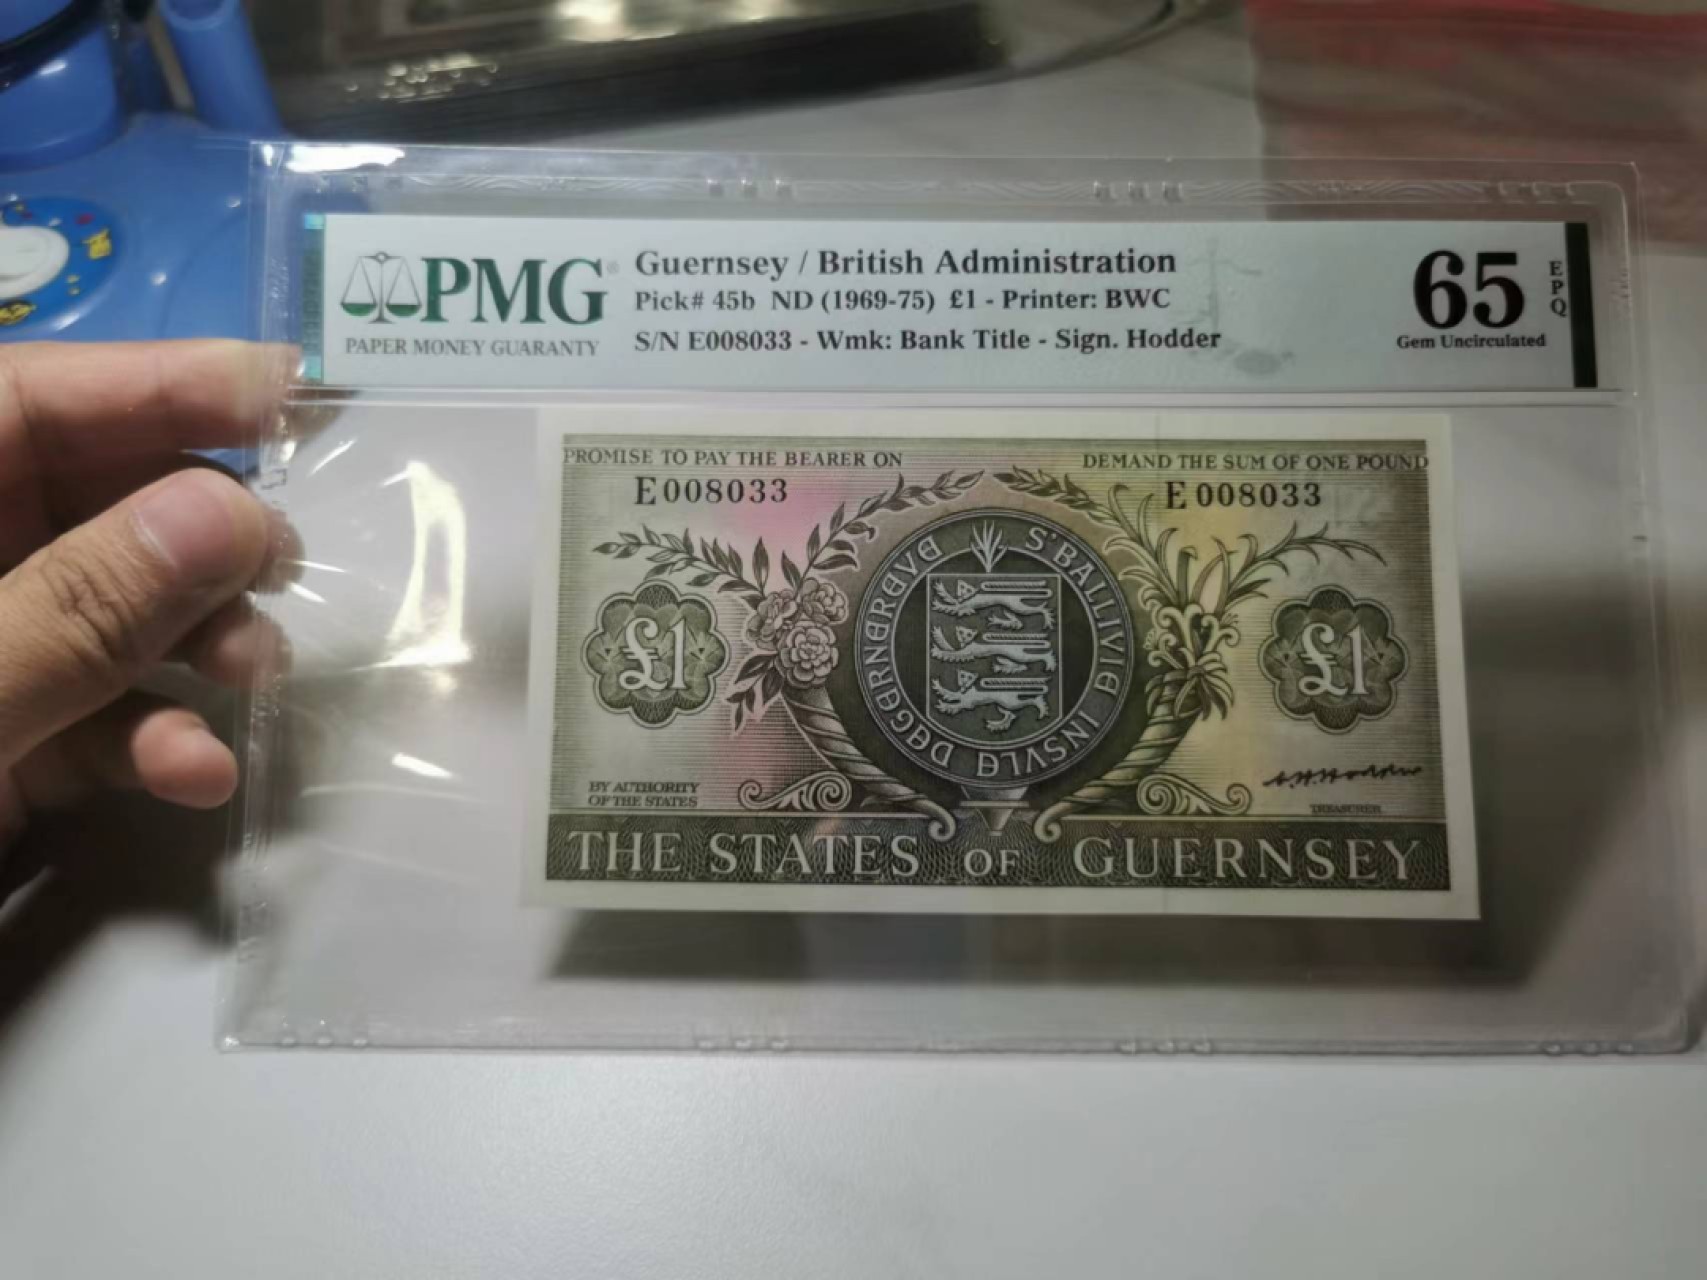 PMG
PAPER MONEY GUARANTY
Guernsey / British Administration
Pick# 45b ND (1969-75) £1 - Printer: BWC
S/N E008033 - Wmk: Bank Title - Sign. Hodder
65
EPQ
Gem Uncirculated
PROMISE TO PAY THE BEARER ON
DEMAND THE SUM OF ONE POUND
E008033
E 008033
S'BALLIVIE INSVLE DEGERNEREVE
£1
£1
BY AUTHORITY
OF THE STATES
TREASURER
THE STATES OF GUERNSEY